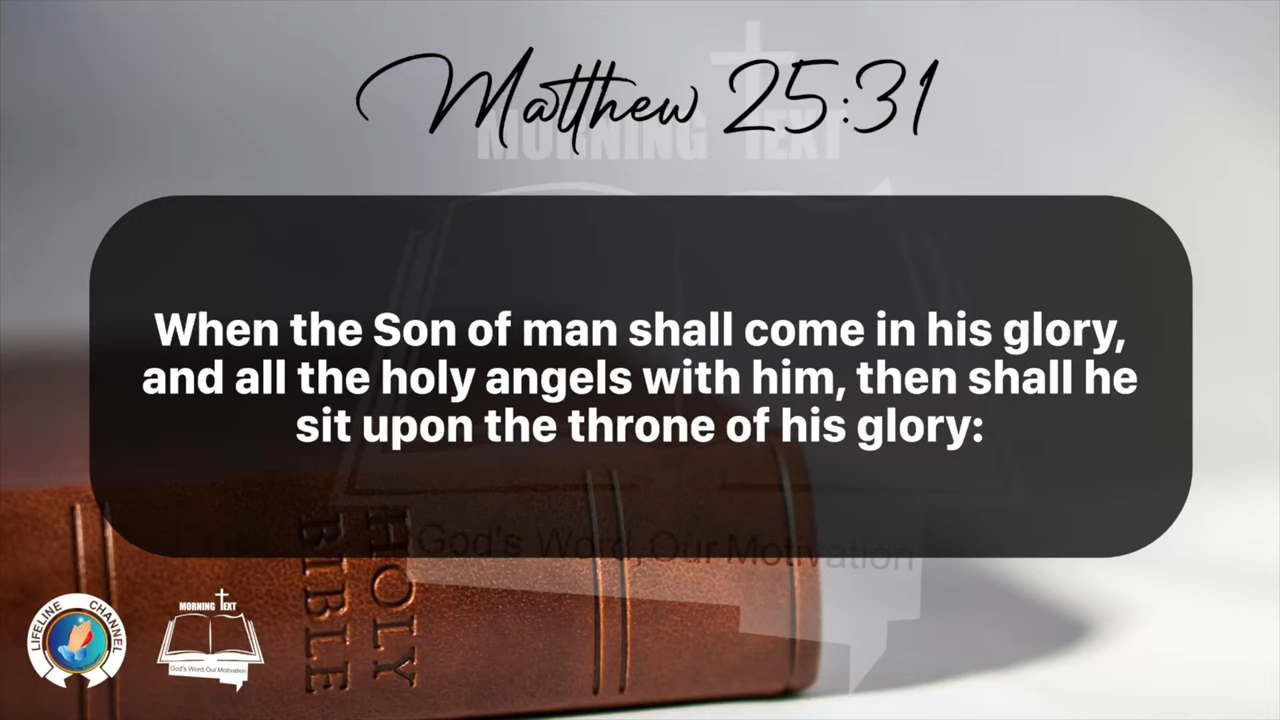 Matthew 25:31
MORNING TEXT
When the Son of man shall come in his glory,
and all the holy angels with him, then shall he
sit upon the throne of his glory:
God's Word, Our Motivation
HOLY
BIBLE
LIFELINE CHANNEL
MORNING TEXT
God's Word, Our Motivation